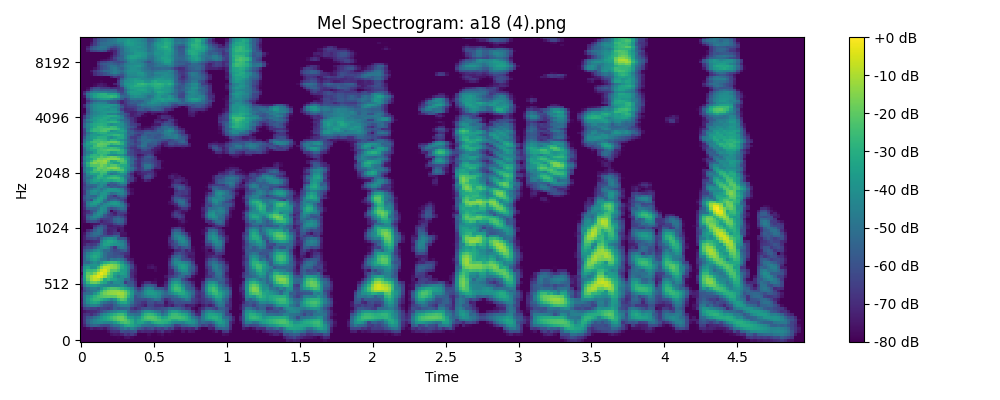 Mel Spectrogram: a18 (4).png
Hz
8192
4096
2048
1024
512
0
0
0.5
1
1.5
2
2.5
3
3.5
4
4.5
Time
+0 dB
-10 dB
-20 dB
-30 dB
-40 dB
-50 dB
-60 dB
-70 dB
-80 dB